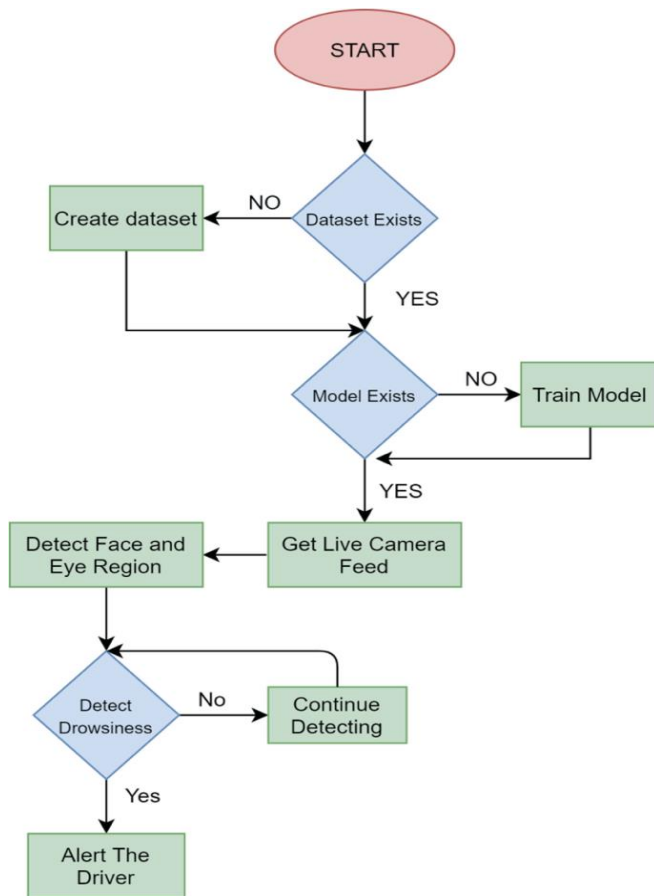 START
NO
Create dataset
Dataset Exists
YES
NO
Model Exists
Train Model
YES
Detect Face and
Eye Region
Get Live Camera
Feed
Detect
Drowsiness
No
Continue
Detecting
Yes
Alert The
Driver